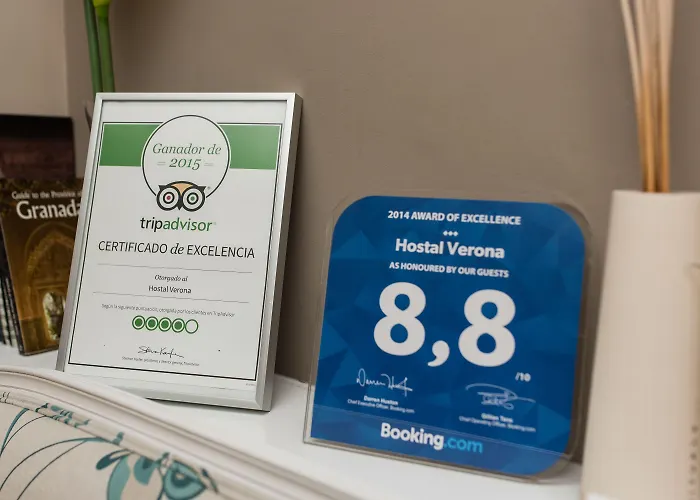 Guide to the Province
Granada
Ganador de
2015
tripadvisor
CERTIFICADO de EXCELENCIA
Otorgado al
Hostal Verona
2014 AWARD OF EXCELLENCE
Hostal Verona
AS HONOURED BY OUR GUESTS
8,8
/10
Darren Huston
Chief Executive Officer, Booking.com
Gillian Tans
Chief Operating Officer, Booking.com
Booking.com